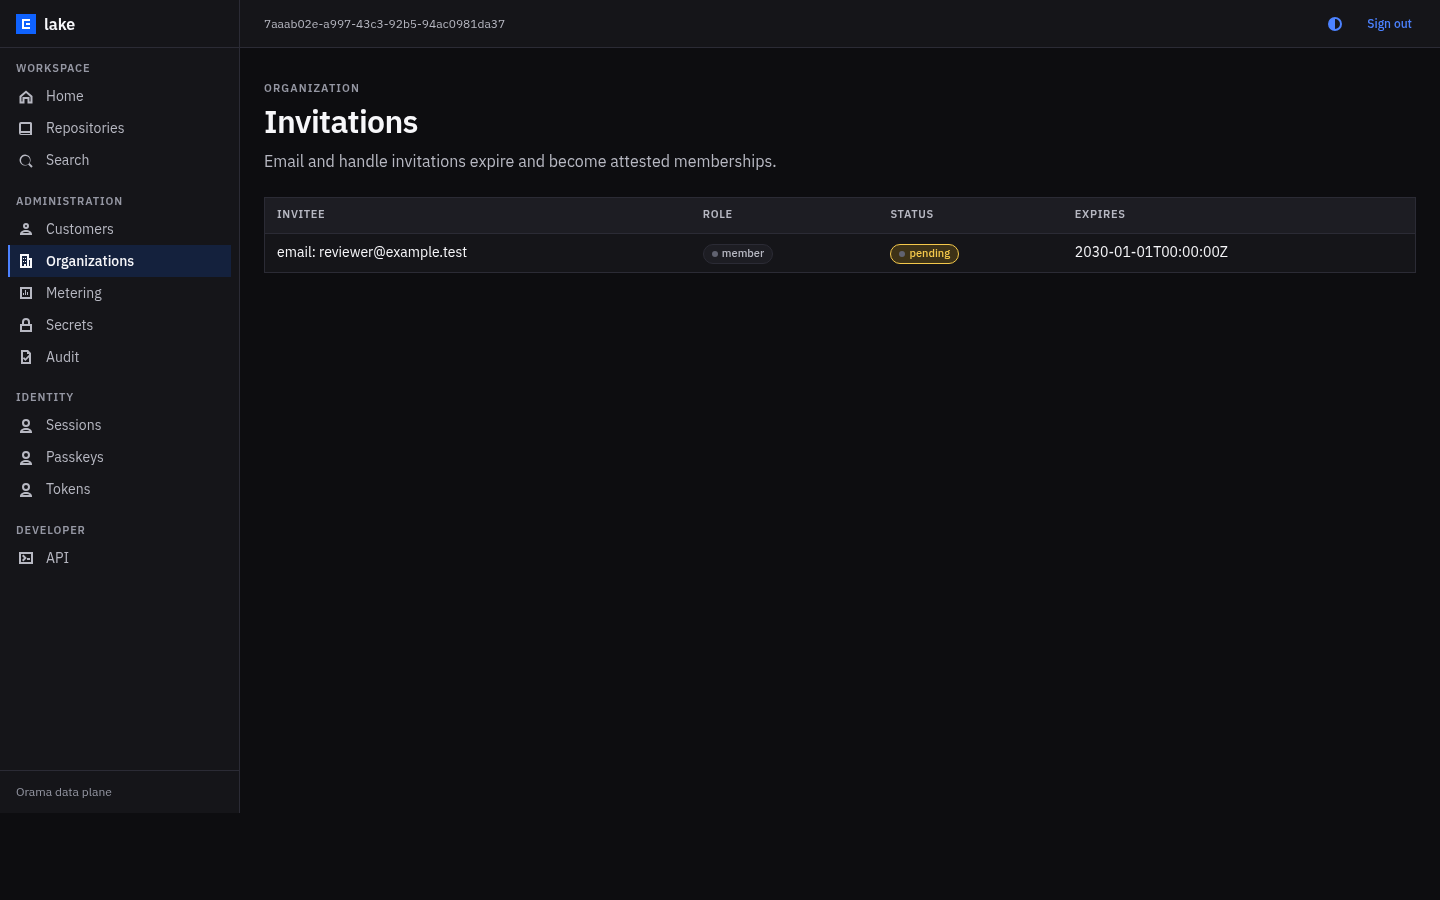 lake
7aaab02e-a997-43c3-92b5-94ac0981da37
Sign out
WORKSPACE
Home
Repositories
Search
ADMINISTRATION
Customers
Organizations
Metering
Secrets
Audit
IDENTITY
Sessions
Passkeys
Tokens
DEVELOPER
API
Orama data plane
ORGANIZATION
Invitations
Email and handle invitations expire and become attested memberships.
INVITEE ROLE STATUS EXPIRES
email: reviewer@example.test member pending 2030-01-01T00:00:00Z